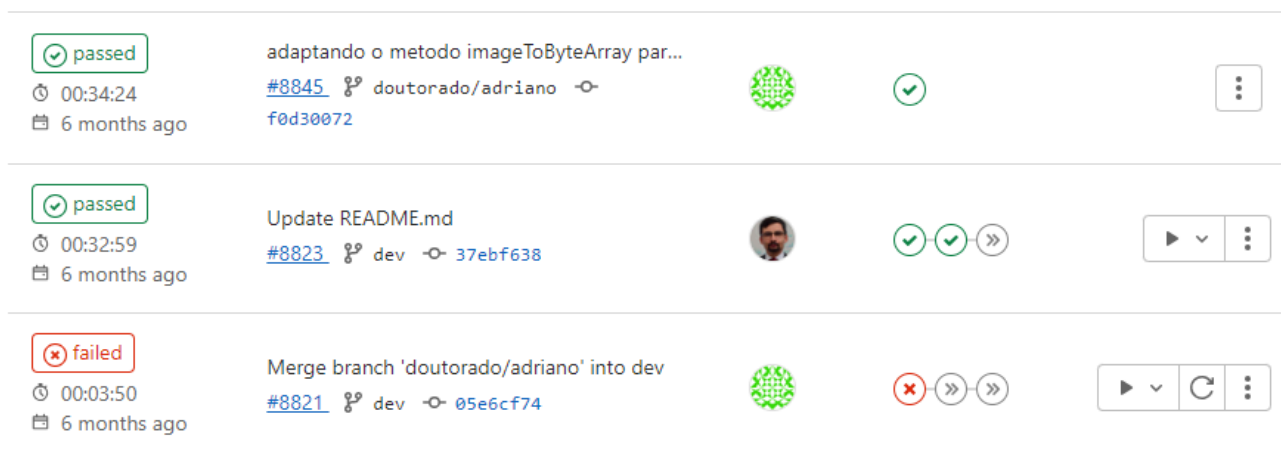 passed
00:34:24
6 months ago
adaptando o metodo imageToByteArray par...
#8845 doutorado/adriano
f0d30072
passed
00:32:59
6 months ago
Update README.md
#8823 dev 37ebf638
failed
00:03:50
6 months ago
Merge branch 'doutorado/adriano' into dev
#8821 dev 05e6cf74